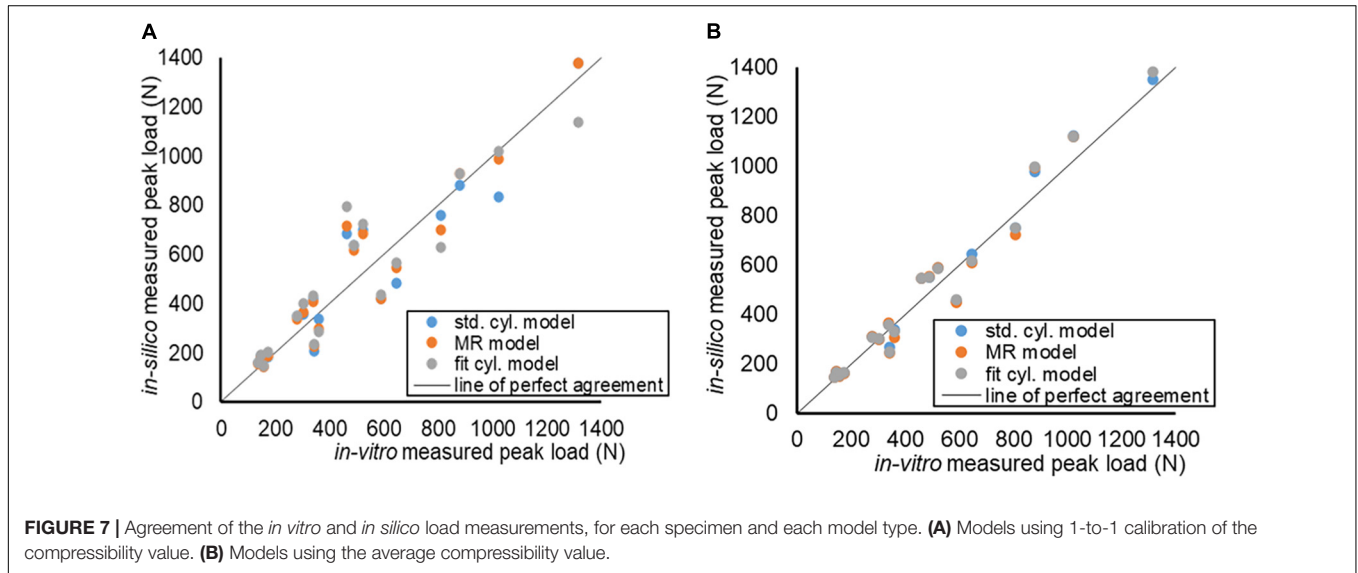 A
1400
1200
1000
800
600
400
200
0
in-silico measured peak load (N)
std. cyl. model
MR model
fit cyl. model
line of perfect agreement
0 200 400 600 800 1000 1200 1400
in-vitro measured peak load (N)
B
1400
1200
1000
800
600
400
200
0
in-silico measured peak load (N)
std. cyl. model
MR model
fit cyl. model
line of perfect agreement
0 200 400 600 800 1000 1200 1400
in-vitro measured peak load (N)
FIGURE 7 | Agreement of the in vitro and in silico load measurements, for each specimen and each model type. (A) Models using 1-to-1 calibration of the
compressibility value. (B) Models using the average compressibility value.